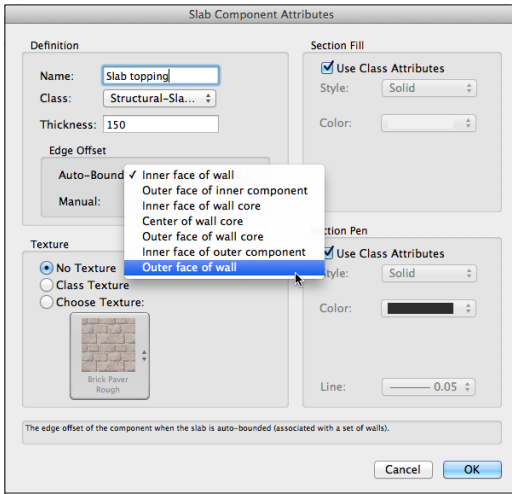 Slab Component Attributes
Definition
Name: Slab topping
Class: Structural-Sla...
Thickness: 150
Edge Offset
Auto-Bound
✓ Inner face of wall
Outer face of inner component
Inner face of wall core
Center of wall core
Outer face of wall core
Inner face of outer component
Outer face of wall
Manual:
Texture
No Texture
Class Texture
Choose Texture:
Brick Paver
Rough
Section Fill
Use Class Attributes
Style: Solid
Color:
ction Pen
Use Class Attributes
tyle: Solid
Color:
Line: 0.05
The edge offset of the component when the slab is auto-bounded (associated with a set of walls).
Cancel OK